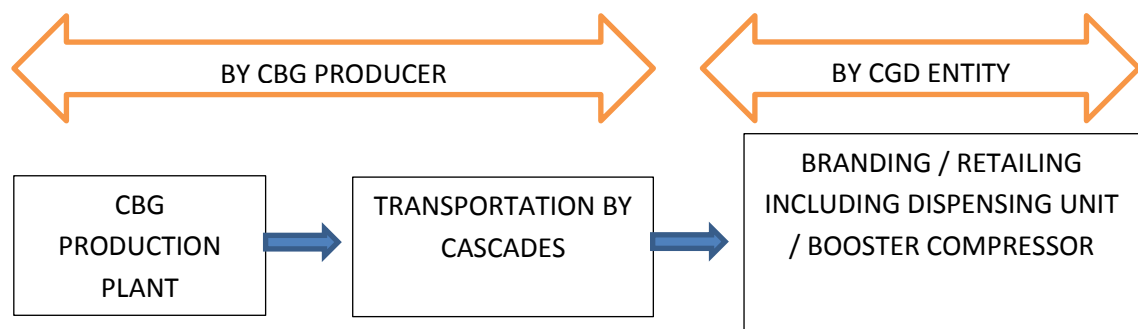 BY CBG PRODUCER
BY CGD ENTITY
CBG
PRODUCTION
PLANT
TRANSPORTATION BY
CASCADES
BRANDING / RETAILING
INCLUDING DISPENSING UNIT
/ BOOSTER COMPRESSOR